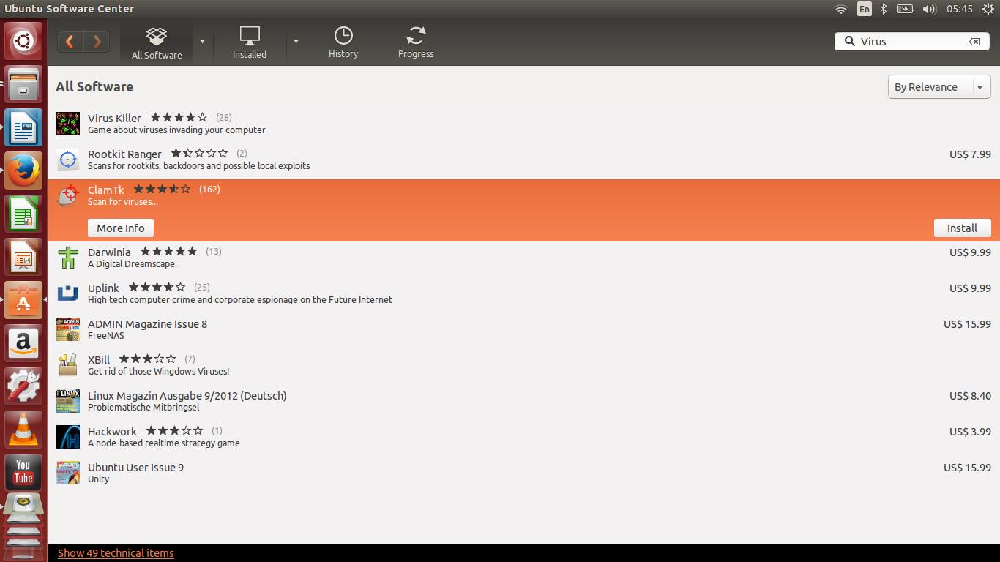 Ubuntu Software Center
En
05:45
All Software
Installed
History
Progress
Virus
All Software
By Relevance
Virus Killer (28)
Game about viruses invading your computer
Rootkit Ranger (2) US$ 7.99
Scans for rootkits, backdoors and possible local exploits
ClamTk (162)
Scan for viruses...
More Info
Install
Darwinia (13) US$ 9.99
A Digital Dreamscape.
Uplink (25) US$ 9.99
High tech computer crime and corporate espionage on the Future Internet
ADMIN Magazine Issue 8 US$ 15.99
FreeNAS
XBill (7)
Get rid of those Wingdows Viruses!
Linux Magazin Ausgabe 9/2012 (Deutsch) US$ 8.40
Problematische Mitbringsel
Hackwork (1) US$ 3.99
A node-based realtime strategy game
Ubuntu User Issue 9 US$ 15.99
Unity
Show 49 technical items
You
Tube